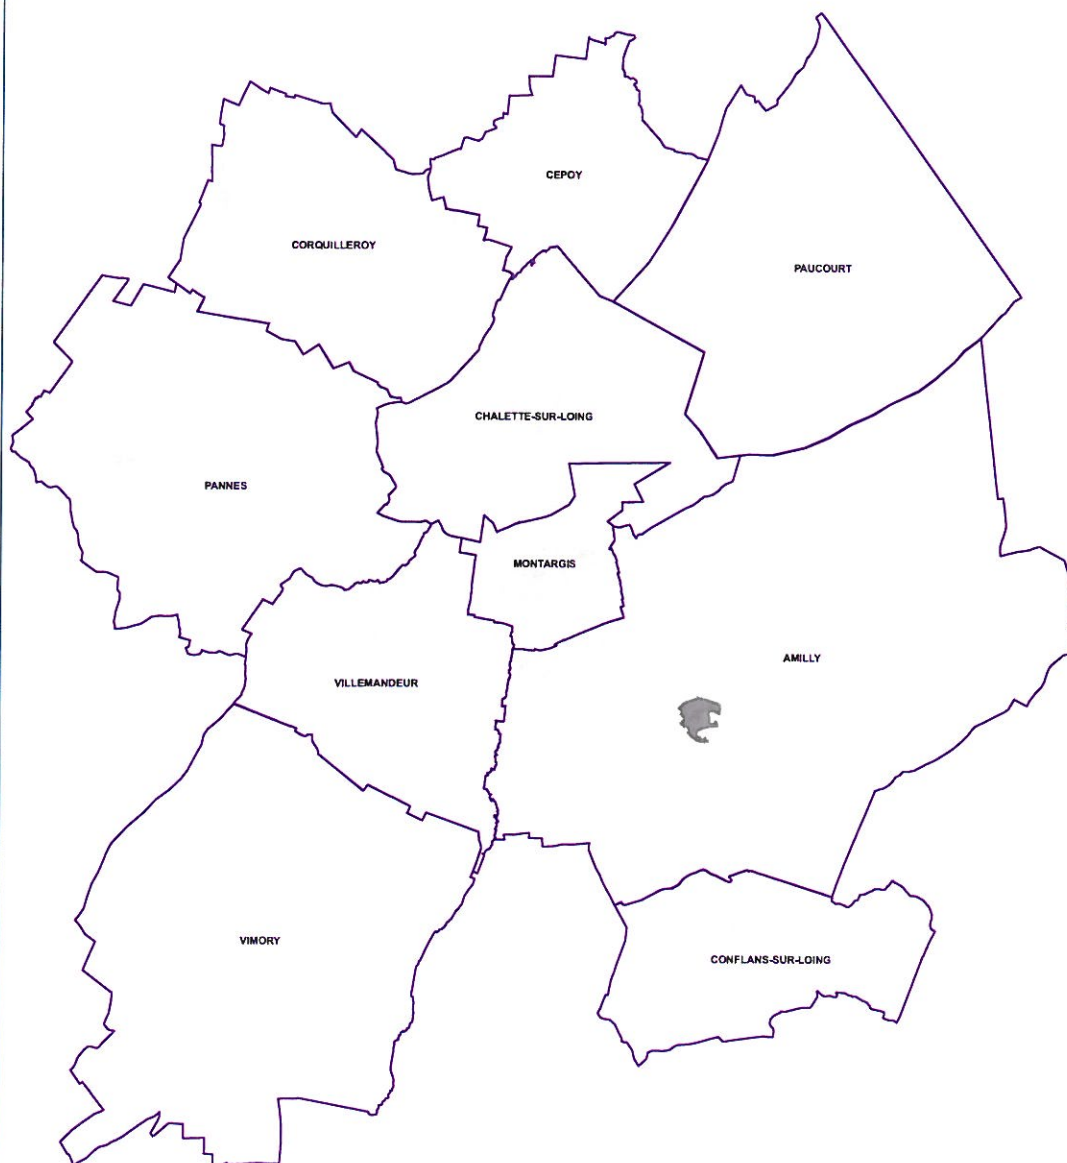 CEPOY
CORQUILLEROY
PAUCOURT
CHALETTE-SUR-LOING
PANNES
MONTARGIS
AMILLY
VILLEMANDEUR
VIMORY
CONFLANS-SUR-LOING